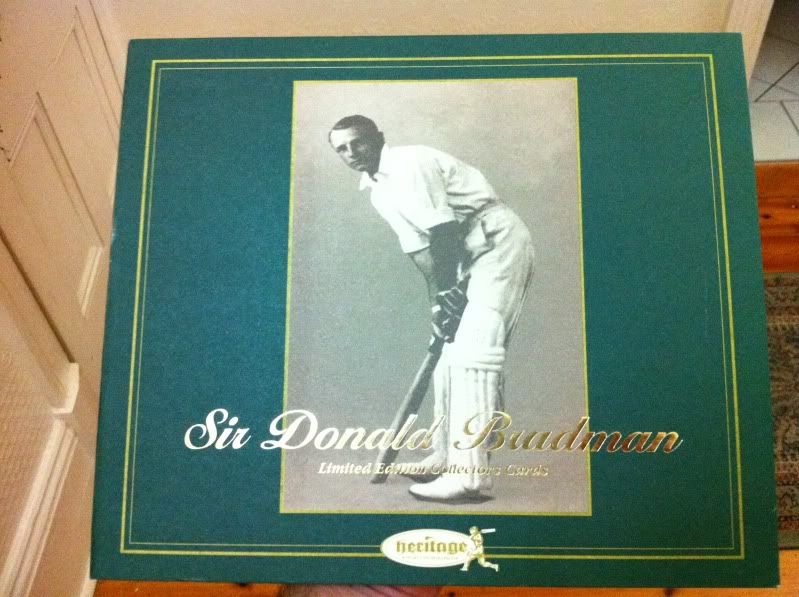 Sir Donald Bradman
Limited Edition Collectors Cards
heritage